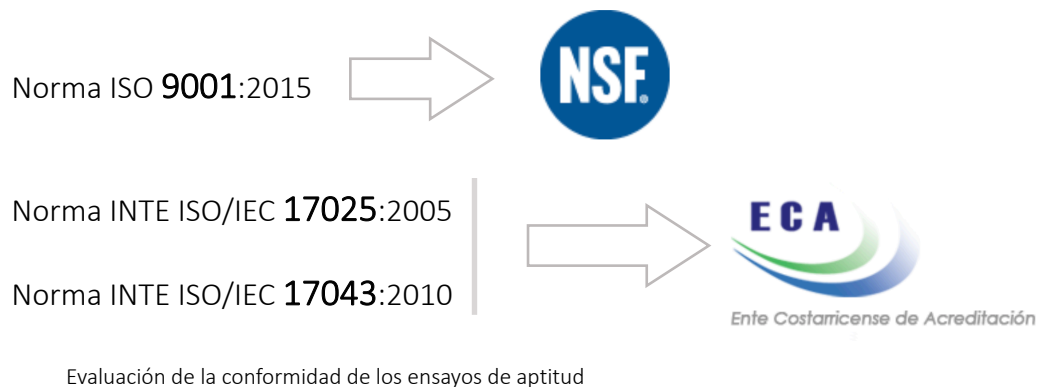 Norma ISO 9001:2015
NSF®
Norma INTE ISO/IEC 17025:2005
Norma INTE ISO/IEC 17043:2010
ECA
Ente Costarricense de Acreditación
Evaluación de la conformidad de los ensayos de aptitud